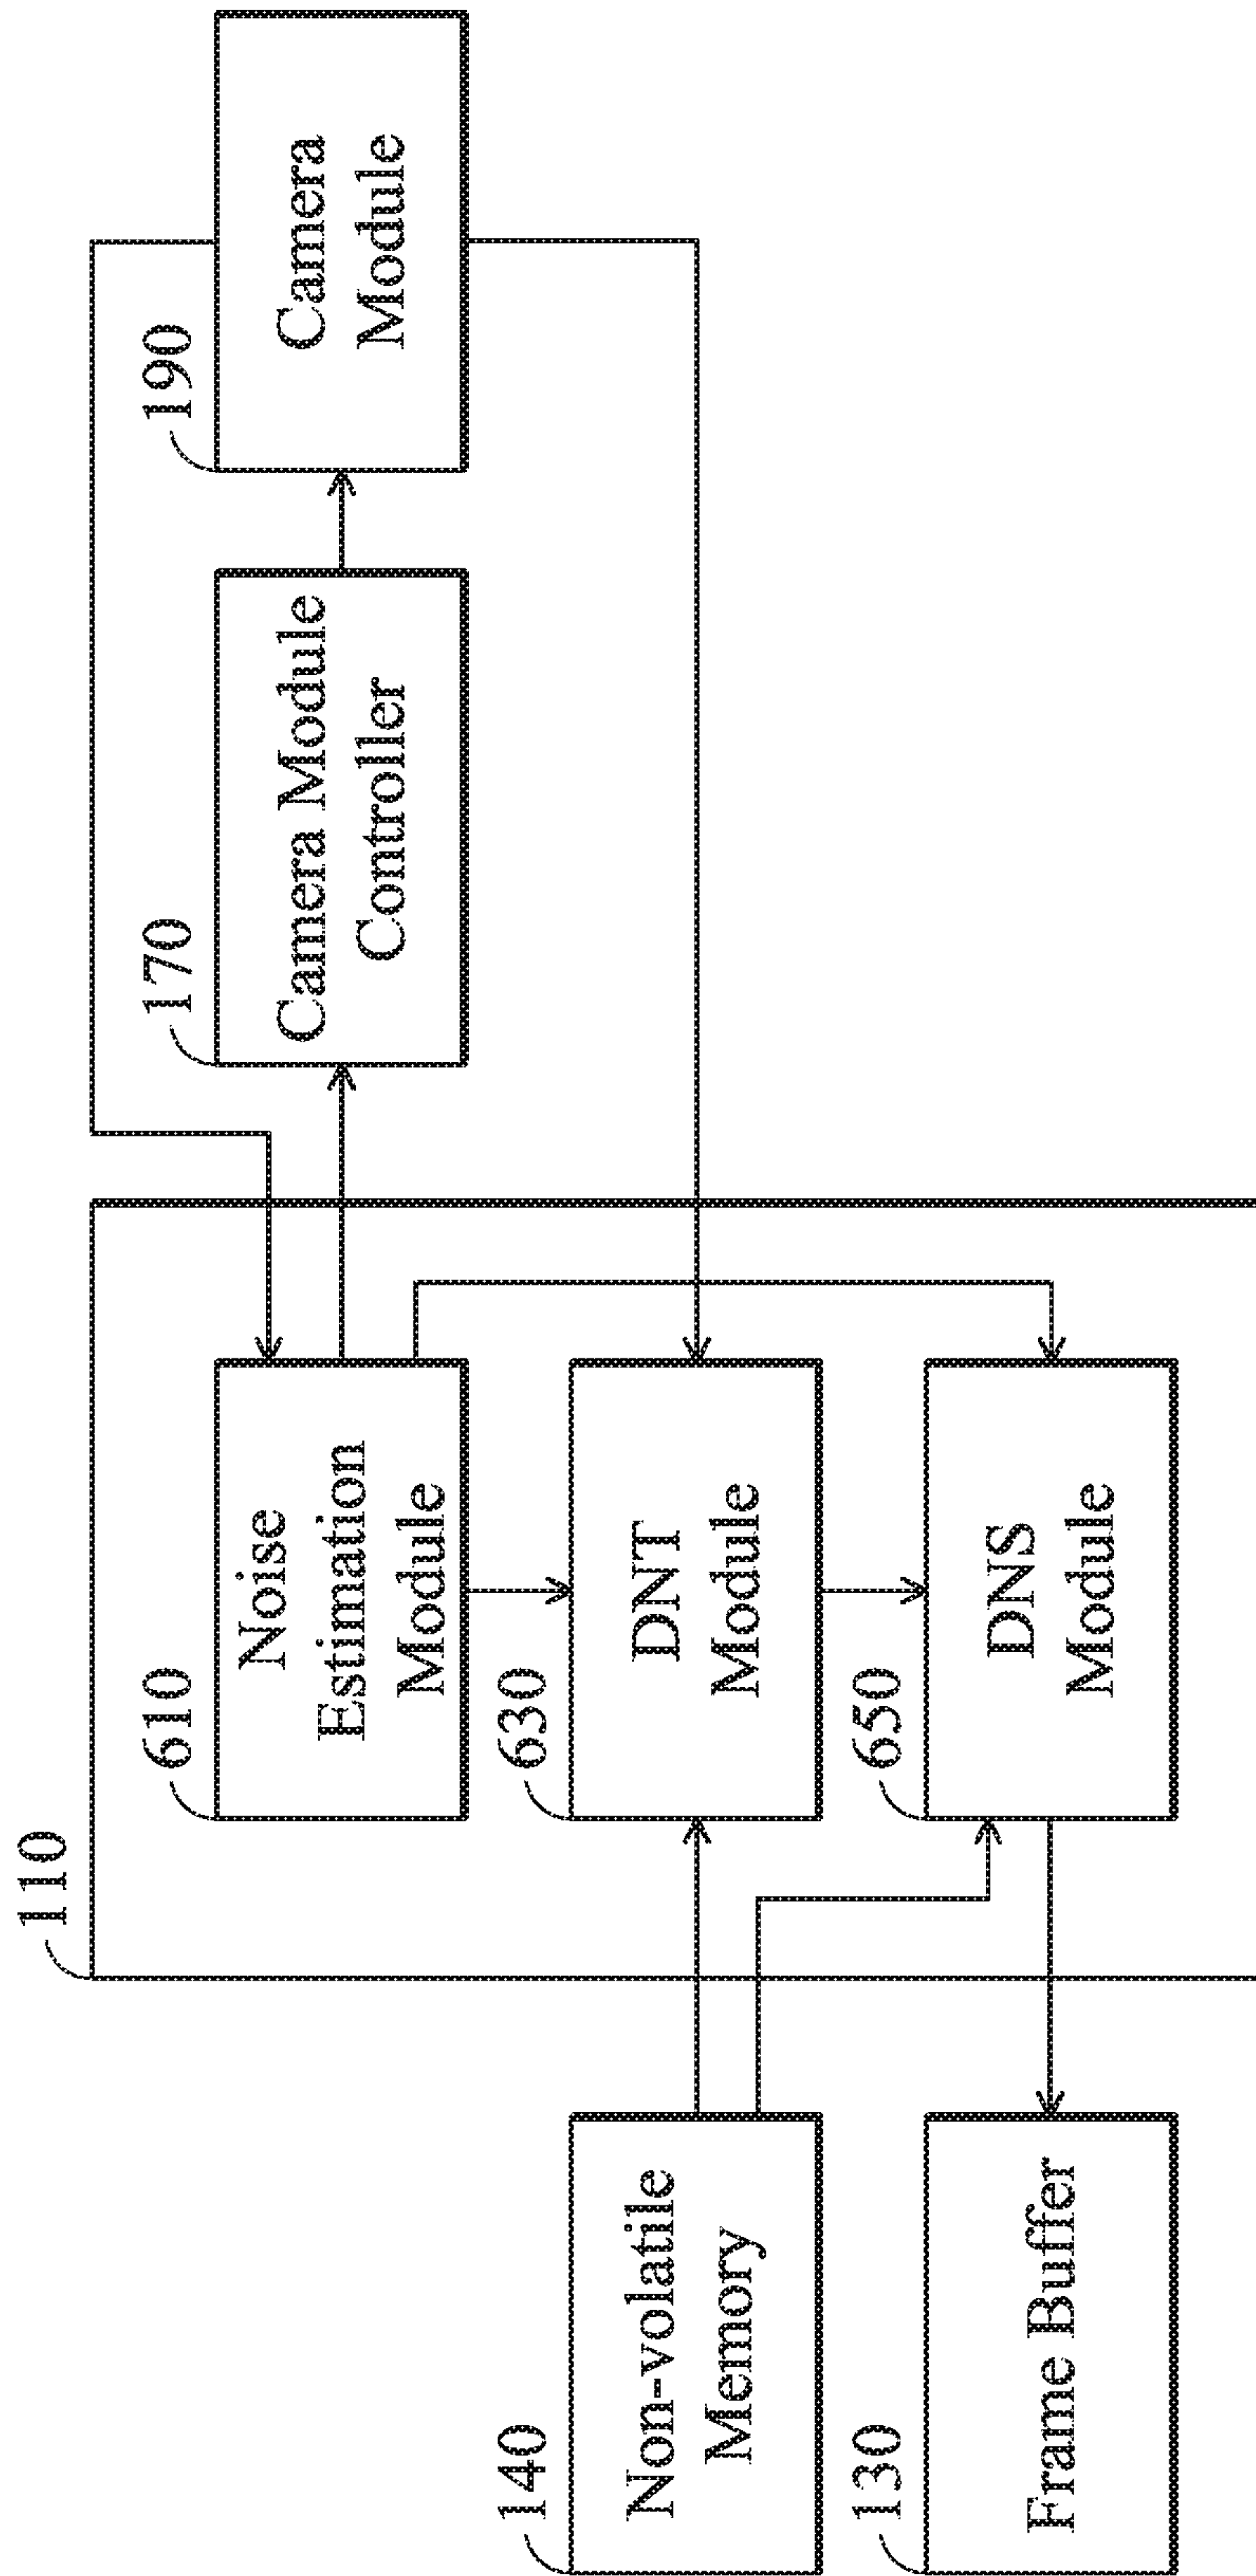 110
610
Noise
Estimation
Module
170
Camera Module
Controller
190
Camera
Module
140
Non-volatile
Memory
630
DNT
Module
130
Frame Buffer
650
DNS
Module